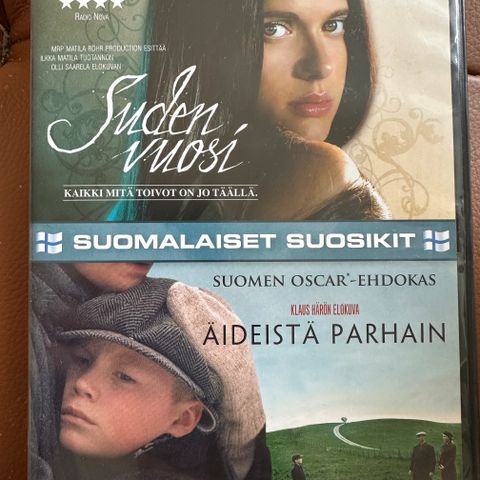 ★★★★
RADIO NOVA
MRP MATILA RÖHR PRODUCTION ESITTÄÄ
ILKKA MATILA TUOTANNON
OLLI SAARELA ELOKUVAN
Suden
vuosi
KAIKKI MITÄ TOIVOT ON JO TÄÄLLÄ.
SUOMALAISET SUOSIKIT
SUOMEN OSCAR®-EHDOKAS
KLAUS HÄRÖN ELOKUVA
ÄIDEISTÄ PARHAIN